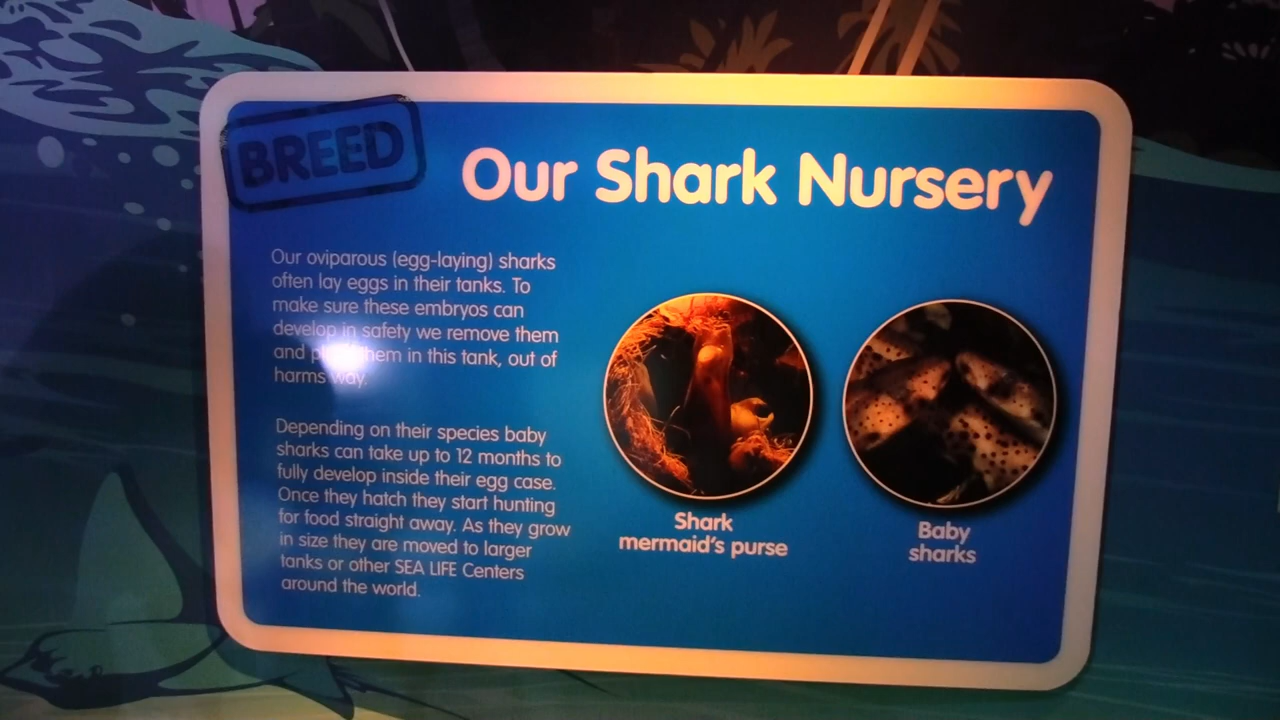 BREED
Our Shark Nursery
Our oviparous (egg-laying) sharks
often lay eggs in their tanks. To
make sure these embryos can
develop in safety we remove them
and place them in this tank, out of
harms way.
Depending on their species baby
sharks can take up to 12 months to
fully develop inside their egg case.
Once they hatch they start hunting
for food straight away. As they grow
in size they are moved to larger
tanks or other SEA LIFE Centers
around the world.
Shark
mermaid's purse
Baby
sharks